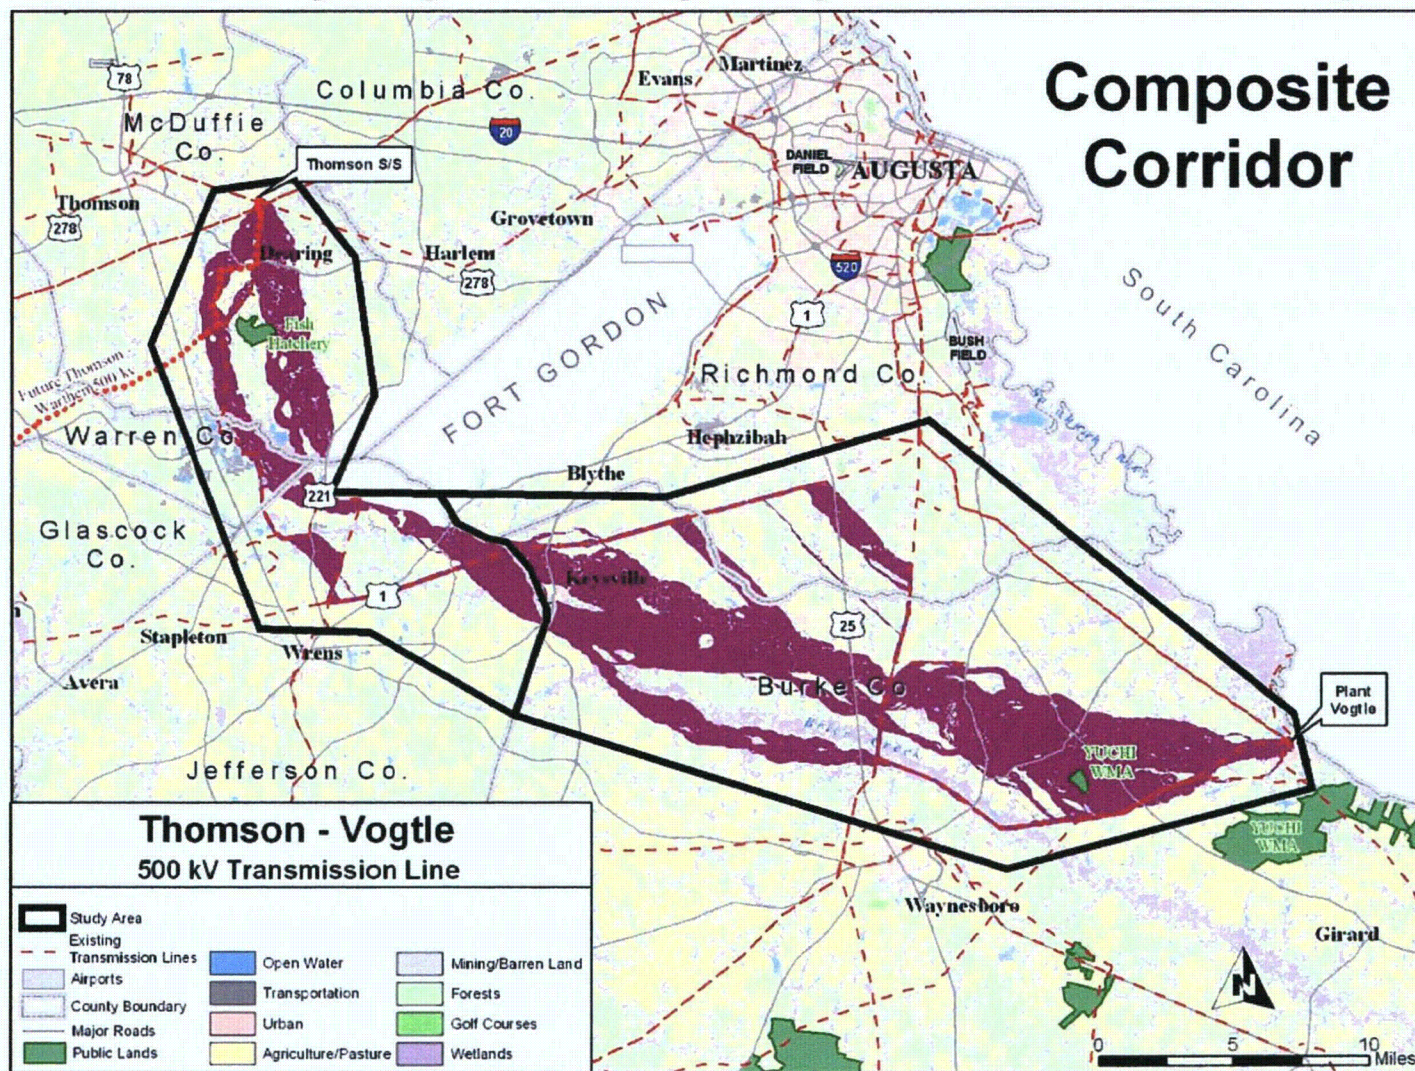 Composite
Corridor
78
Columbia Co.
Evans
Martinez
20
McDuffie
Co.
Thomson S/S
DANIEL
FIELD
AUGUSTA
Thomson
278
Grovetown
Dearing
Harlem
278
520
South Carolina
Fish
Hatchery
1
BUSH
FIELD
Future Thomson
Warthen 500 kv
FORT GORDON
Richmond Co.
Warren Co.
Hephzibah
Blythe
221
Glascock
Co.
Keysville
1
25
Stapleton
Wrens
Avera
Burke Co
Plant
Vogtle
YUCHI
WMA
Jefferson Co.
YUCHI
WMA
Waynesboro
Girard
N
0 5 10
Miles
Thomson - Vogtle
500 kV Transmission Line
Study Area
Existing
Transmission Lines
Airports
County Boundary
Major Roads
Public Lands
Open Water
Transportation
Urban
Agriculture/Pasture
Mining/Barren Land
Forests
Golf Courses
Wetlands